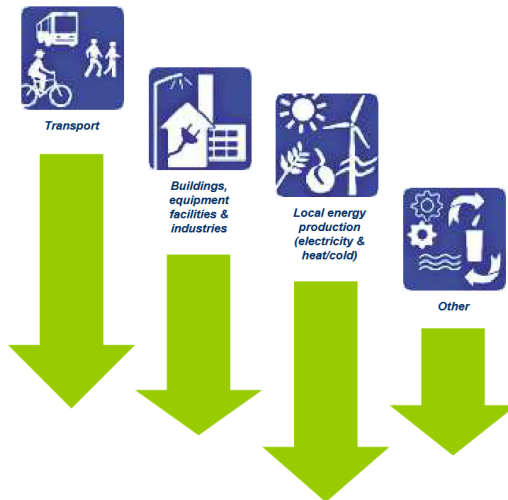 Transport
Buildings,
equipment
facilities &
industries
Local energy
production
(electricity &
heat/cold)
Other